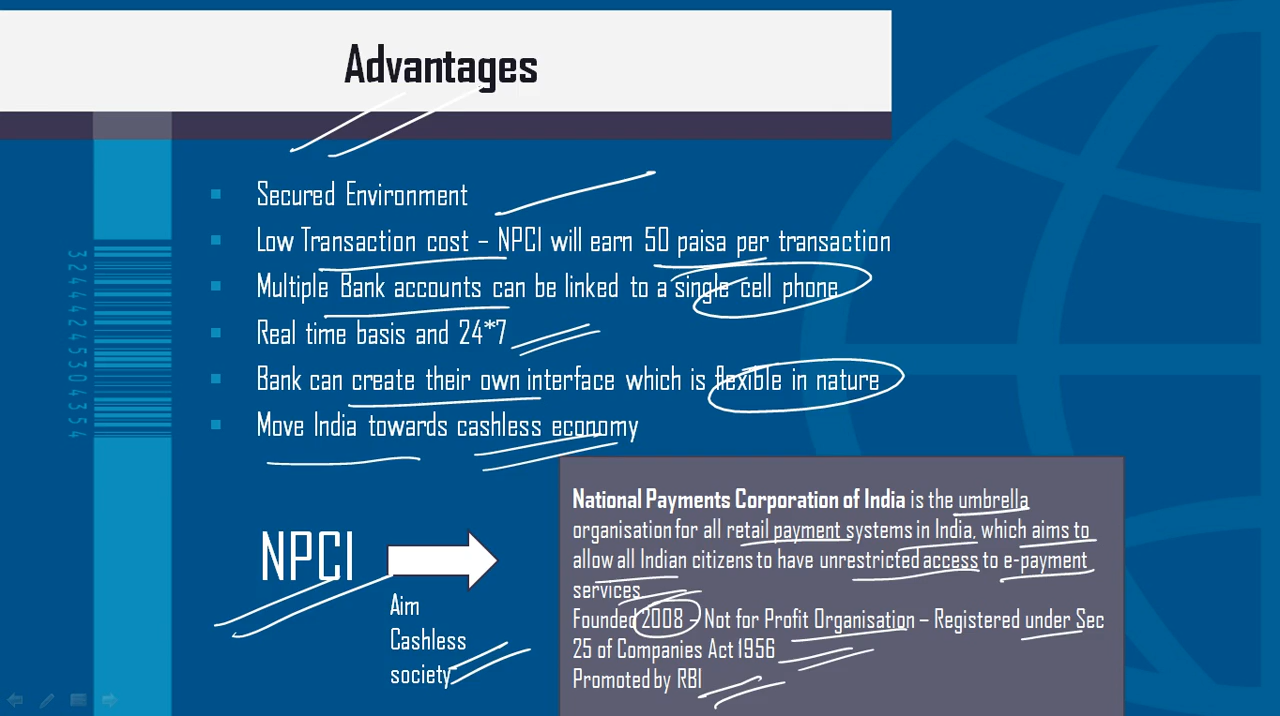 Advantages
Secured Environment
Low Transaction cost – NPCI will earn 50 paisa per transaction
Multiple Bank accounts can be linked to a single cell phone
Real time basis and 24*7
Bank can create their own interface which is flexible in nature
Move India towards cashless economy
32444245304354
NPCI
Aim
Cashless
society
National Payments Corporation of India is the umbrella
organisation for all retail payment systems in India, which aims to
allow all Indian citizens to have unrestricted access to e-payment
services
Founded 2008 – Not for Profit Organisation – Registered under Sec
25 of Companies Act 1956
Promoted by RBI